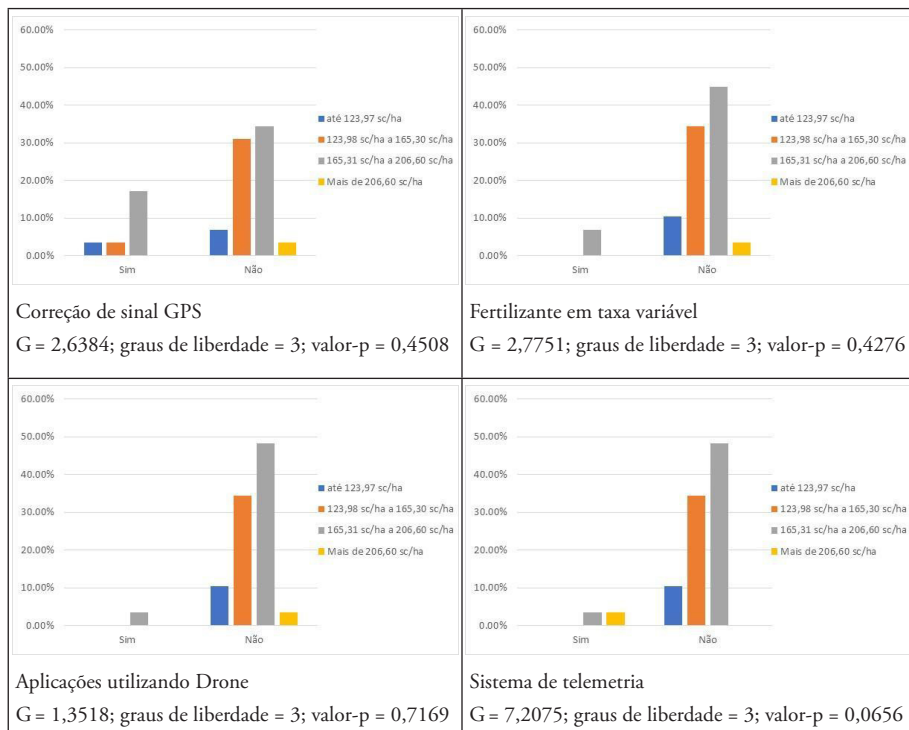 60.00%
50.00%
40.00%
30.00%
20.00%
10.00%
0.00%
Sim
Não
até 123,97 sc/ha
123,98 sc/ha a 165,30 sc/ha
165,31 sc/ha a 206,60 sc/ha
Mais de 206,60 sc/ha
Correção de sinal GPS
G = 2,6384; graus de liberdade = 3; valor-p = 0,4508
60.00%
50.00%
40.00%
30.00%
20.00%
10.00%
0.00%
Sim
Não
até 123,97 sc/ha
123,98 sc/ha a 165,30 sc/ha
165,31 sc/ha a 206,60 sc/ha
Mais de 206,60 sc/ha
Fertilizante em taxa variável
G = 2,7751; graus de liberdade = 3; valor-p = 0,4276
60.00%
50.00%
40.00%
30.00%
20.00%
10.00%
0.00%
Sim
Não
até 123,97 sc/ha
123,98 sc/ha a 165,30 sc/ha
165,31 sc/ha a 206,60 sc/ha
Mais de 206,60 sc/ha
Aplicações utilizando Drone
G = 1,3518; graus de liberdade = 3; valor-p = 0,7169
60.00%
50.00%
40.00%
30.00%
20.00%
10.00%
0.00%
Sim
Não
até 123,97 sc/ha
123,98 sc/ha a 165,30 sc/ha
165,31 sc/ha a 206,60 sc/ha
Mais de 206,60 sc/ha
Sistema de telemetria
G = 7,2075; graus de liberdade = 3; valor-p = 0,0656